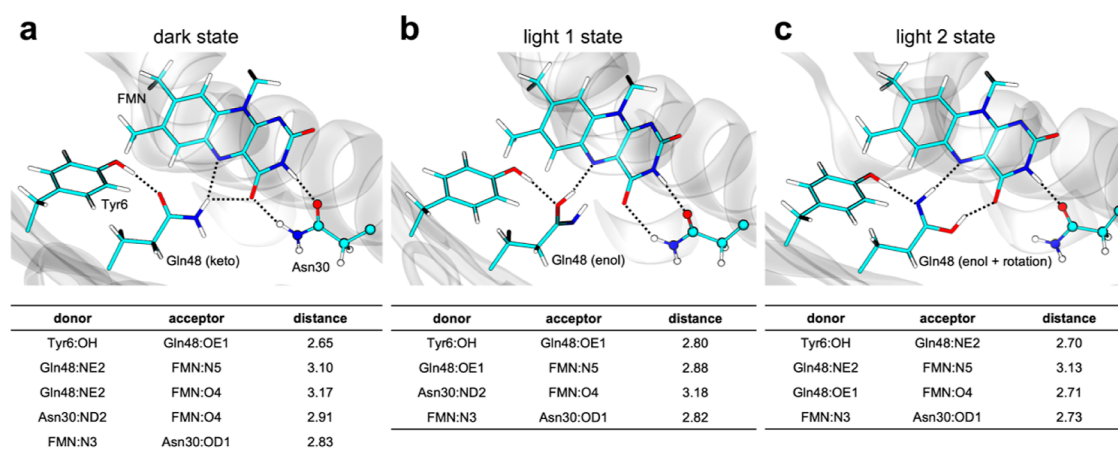 a
dark state
FMN
Tyr6
Gln48 (keto)
Asn30
donor acceptor distance
Tyr6:OH Gln48:OE1 2.65
Gln48:NE2 FMN:N5 3.10
Gln48:NE2 FMN:O4 3.17
Asn30:ND2 FMN:O4 2.91
FMN:N3 Asn30:OD1 2.83
b
light 1 state
Gln48 (enol)
donor acceptor distance
Tyr6:OH Gln48:OE1 2.80
Gln48:OE1 FMN:N5 2.88
Asn30:ND2 FMN:O4 3.18
FMN:N3 Asn30:OD1 2.82
c
light 2 state
Gln48 (enol + rotation)
donor acceptor distance
Tyr6:OH Gln48:NE2 2.70
Gln48:NE2 FMN:N5 3.13
Gln48:OE1 FMN:O4 2.71
FMN:N3 Asn30:OD1 2.73